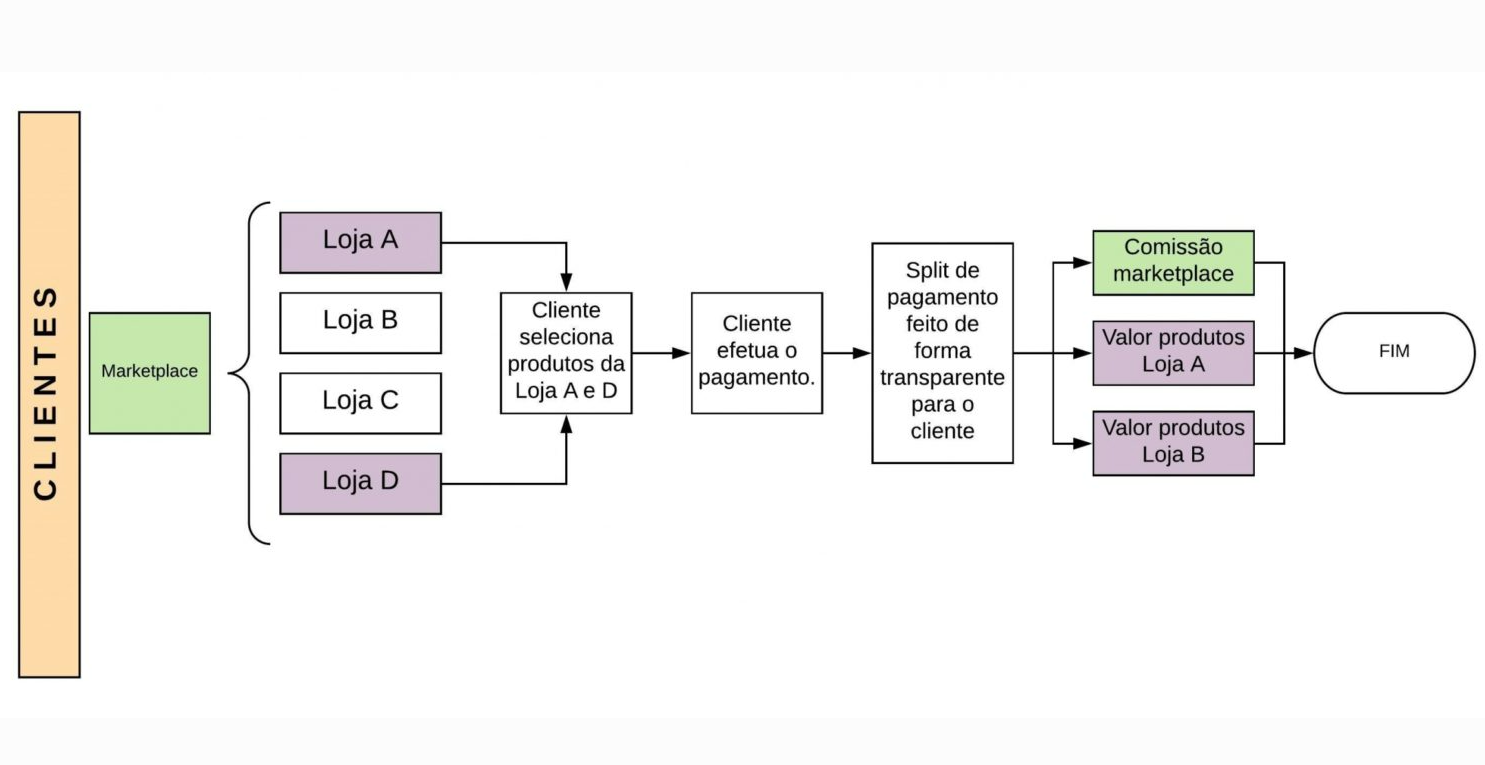 CLIENTES
Marketplace
Loja A
Loja B
Loja C
Loja D
Cliente
seleciona
produtos da
Loja A e D
Cliente
efetua o
pagamento.
Split de
pagamento
feito de
forma
transparente
para o
cliente
Comissão
marketplace
Valor produtos
Loja A
Valor produtos
Loja B
FIM